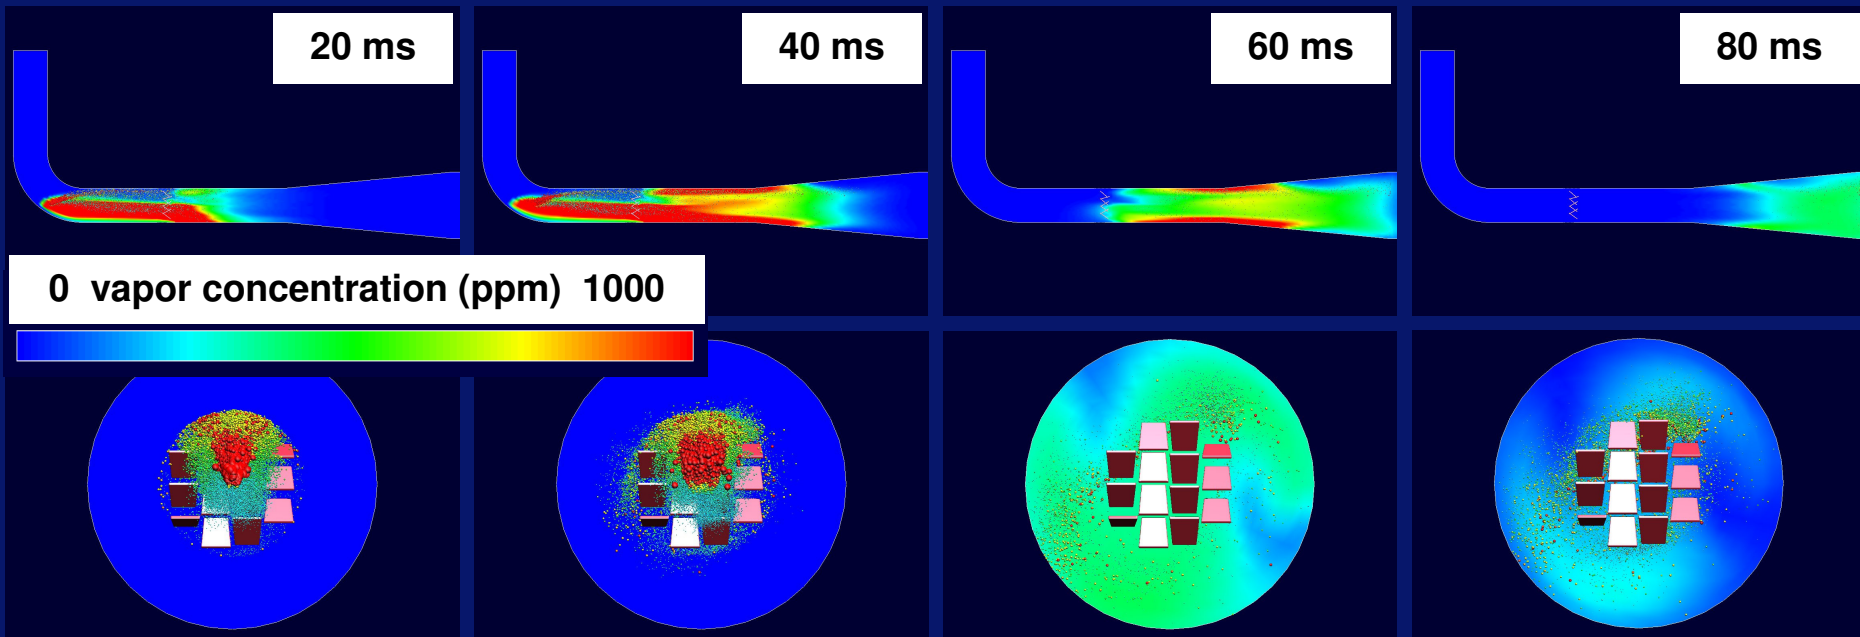 20 ms
40 ms
60 ms
80 ms
0 vapor concentration (ppm) 1000